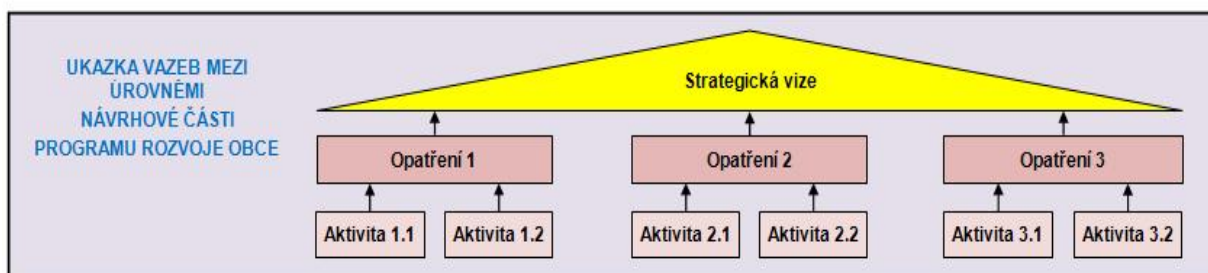 UKAZKA VAZEB MEZI
ÚROVNĚMI
NÁVRHOVÉ ČÁSTI
PROGRAMU ROZVOJE OBCE
Strategická vize
Opatření 1
Opatření 2
Opatření 3
Aktivita 1.1
Aktivita 1.2
Aktivita 2.1
Aktivita 2.2
Aktivita 3.1
Aktivita 3.2